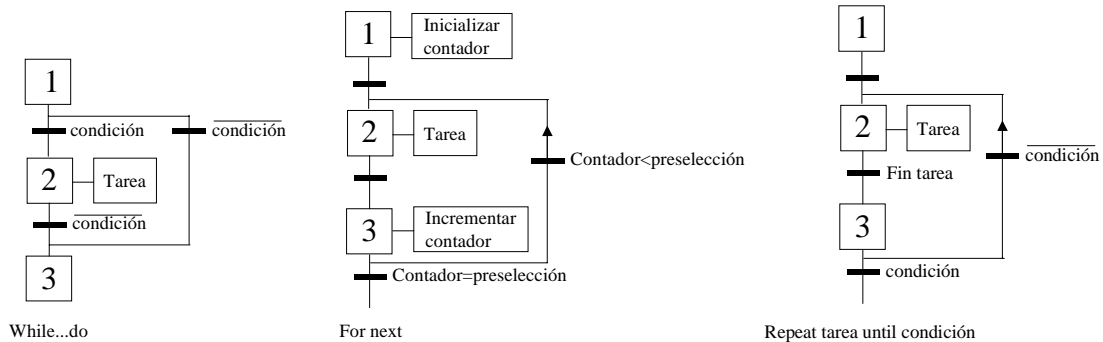 1
condición
condición
2
Tarea
condición
3
While...do
1
Inicializar
contador
2
Tarea
Contador<preselección
3
Incrementar
contador
Contador=preselección
For next
1
2
Tarea
condición
Fin tarea
3
condición
Repeat tarea until condición